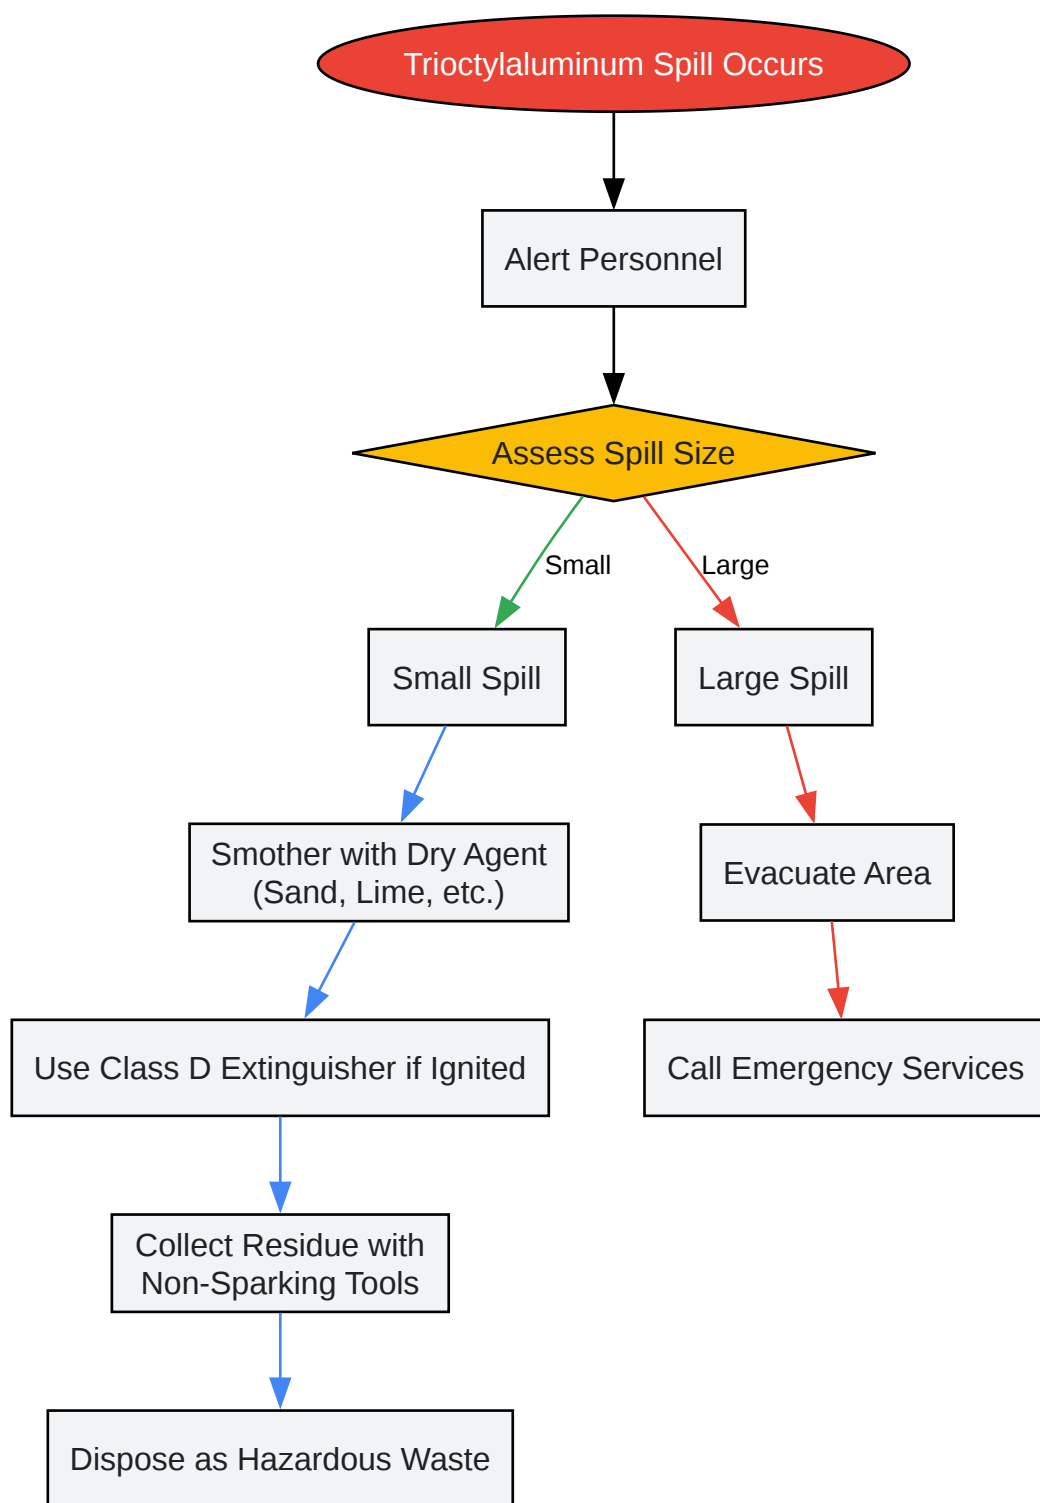 Trioctylaluminum Spill Occurs
Alert Personnel
Assess Spill Size
Small
Large
Small Spill
Large Spill
Smother with Dry Agent
(Sand, Lime, etc.)
Evacuate Area
Use Class D Extinguisher if Ignited
Call Emergency Services
Collect Residue with
Non-Sparking Tools
Dispose as Hazardous Waste